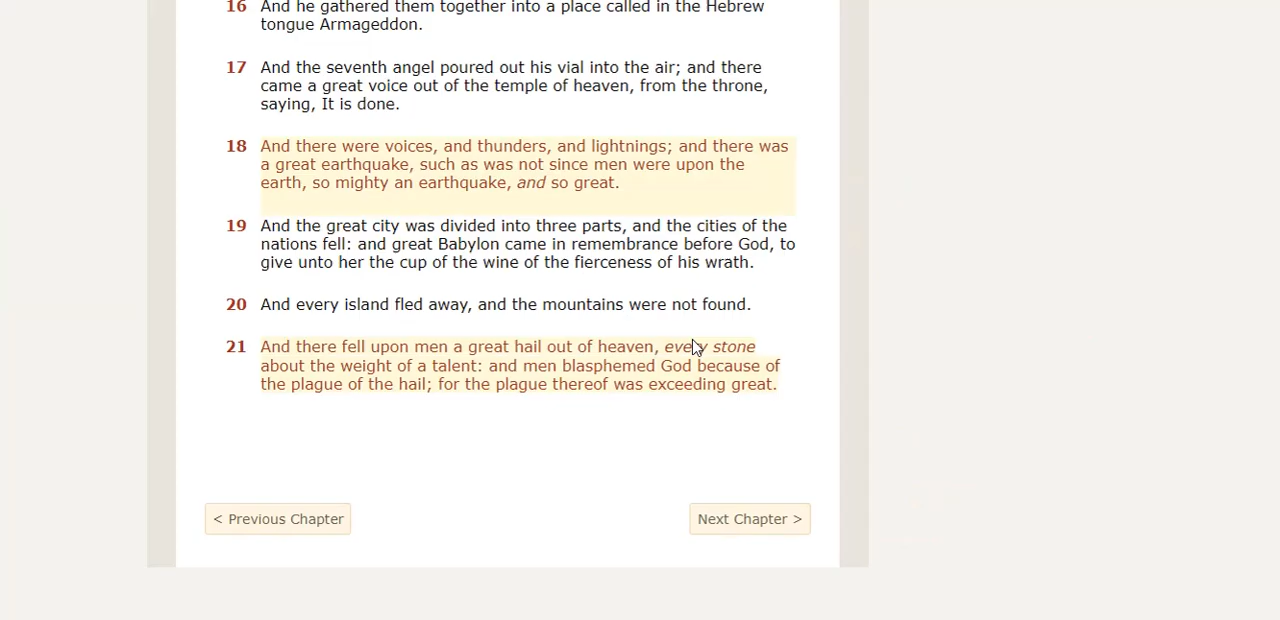 16 And he gathered them together into a place called in the Hebrew
tongue Armageddon.
17 And the seventh angel poured out his vial into the air; and there
came a great voice out of the temple of heaven, from the throne,
saying, It is done.
18 And there were voices, and thunders, and lightnings; and there was
a great earthquake, such as was not since men were upon the
earth, so mighty an earthquake, and so great.
19 And the great city was divided into three parts, and the cities of the
nations fell: and great Babylon came in remembrance before God, to
give unto her the cup of the wine of the fierceness of his wrath.
20 And every island fled away, and the mountains were not found.
21 And there fell upon men a great hail out of heaven, every stone
about the weight of a talent: and men blasphemed God because of
the plague of the hail; for the plague thereof was exceeding great.
< Previous Chapter
Next Chapter >